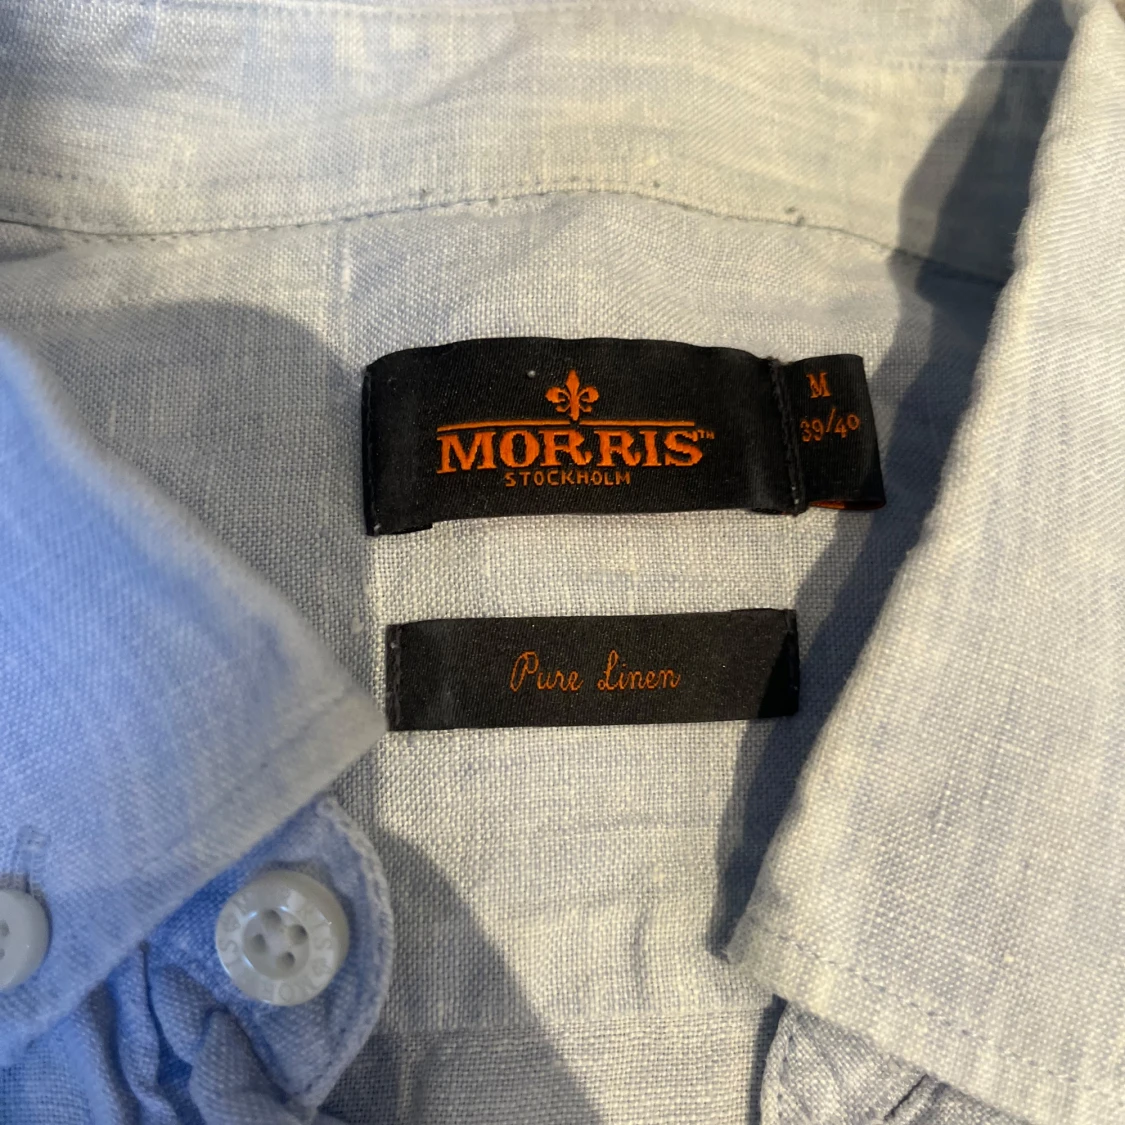 MORRIS™
STOCKHOLM
M
39/40
Pure Linen